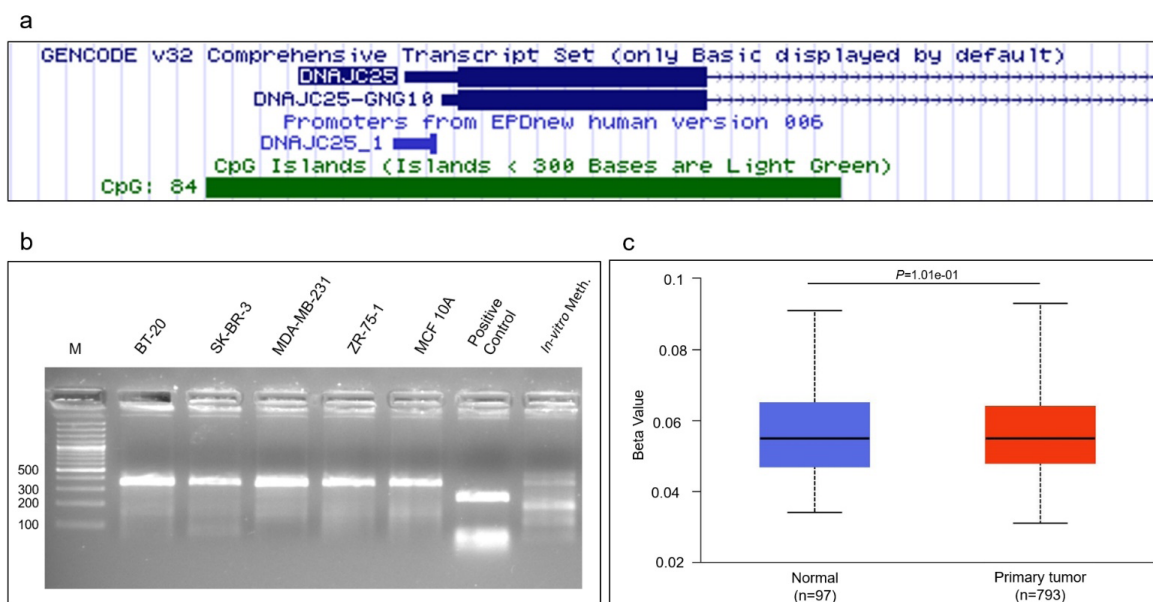 a
GENCODE v32 Comprehensive Transcript Set (only Basic displayed by default)
DNAJC25
DNAJC25-GNG10
Promoters from EPDnew human version 006
DNAJC25_1
CpG Islands (Islands < 300 Bases are Light Green)
CpG: 84
b
M
BT-20
SK-BR-3
MDA-MB-231
ZR-75-1
MCF 10A
Positive
Control
In-vitro Meth.
500
300
200
100
c
P=1.01e-01
0.1
0.08
0.06
0.04
0.02
Beta Value
Normal
(n=97)
Primary tumor
(n=793)